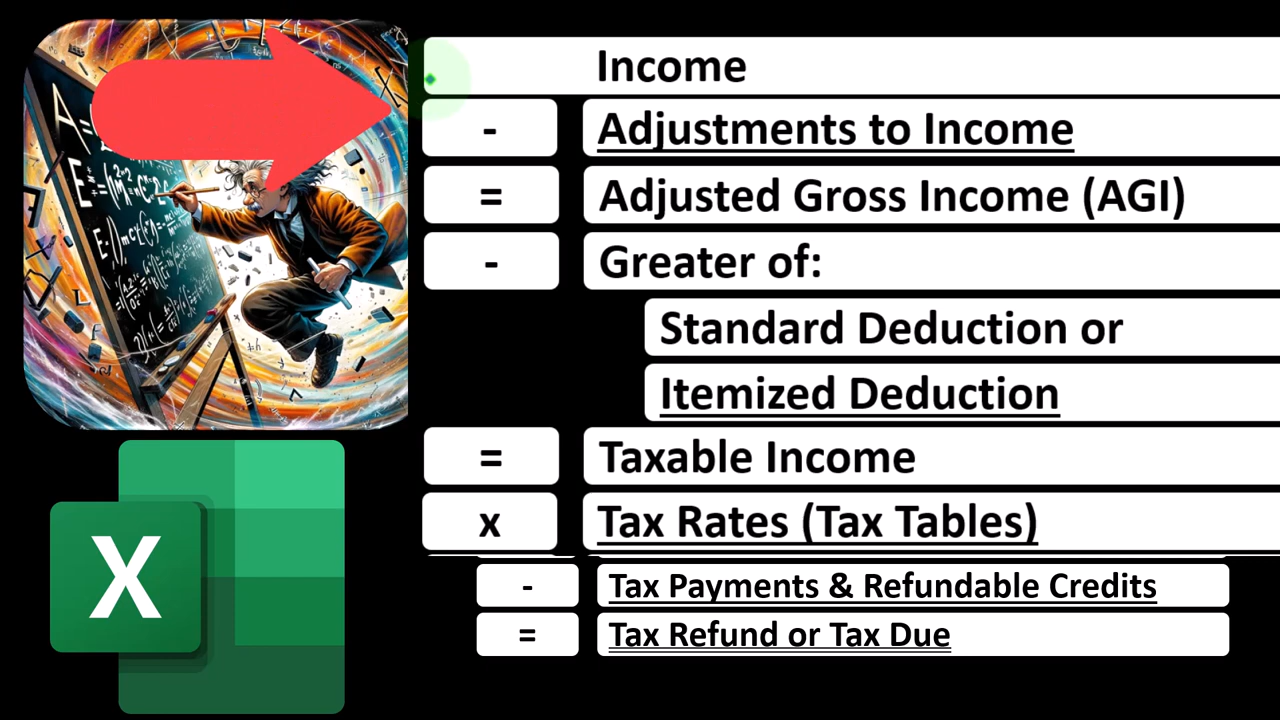 Income
- Adjustments to Income
= Adjusted Gross Income (AGI)
- Greater of:
Standard Deduction or
Itemized Deduction
= Taxable Income
x Tax Rates (Tax Tables)
- Tax Payments & Refundable Credits
= Tax Refund or Tax Due
X